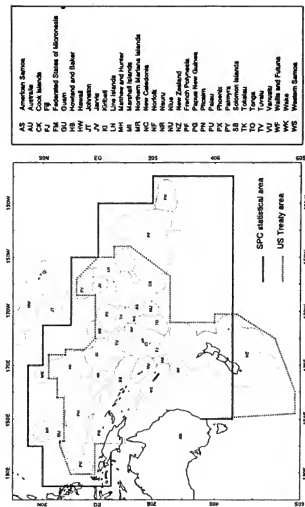 130E 150E 170E 170W 150W 130W
20N
EQ
20S
40S
60S
SPC statistical area
US Treaty area
AS American Samoa
AU Australia
CK Cook Islands
FJ Fiji
FM Federated States of Micronesia
GU Guam
HB Howland and Baker
HW Hawaii
JT Johnston
JV Jarvis
KI Kiribati
LN Line Islands
MH Matthew and Hunter
MI Marshall Islands
MR Northern Mariana Islands
NC New Caledonia
NF Norfolk
NR Nauru
NU Niue
NZ New Zealand
PF French Polynesia
PG Papua New Guinea
PN Pitcairn
PU Palau
PX Phoenix
PY Palmyra
SB Solomon Islands
TK Tokelau
TO Tonga
TV Tuvalu
VU Vanuatu
WF Wallis and Futuna
WK Wake
WS Western Samoa